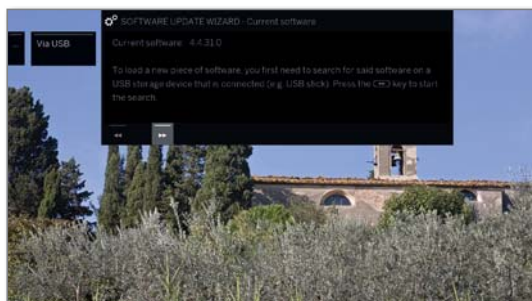 SOFTWARE UPDATE WIZARD - Current software
... Via USB
Current software: 4.4.31.0
To load a new piece of software, you first need to search for said software on a
USB storage device that is connected (e.g. USB stick). Press the key to start
the search.